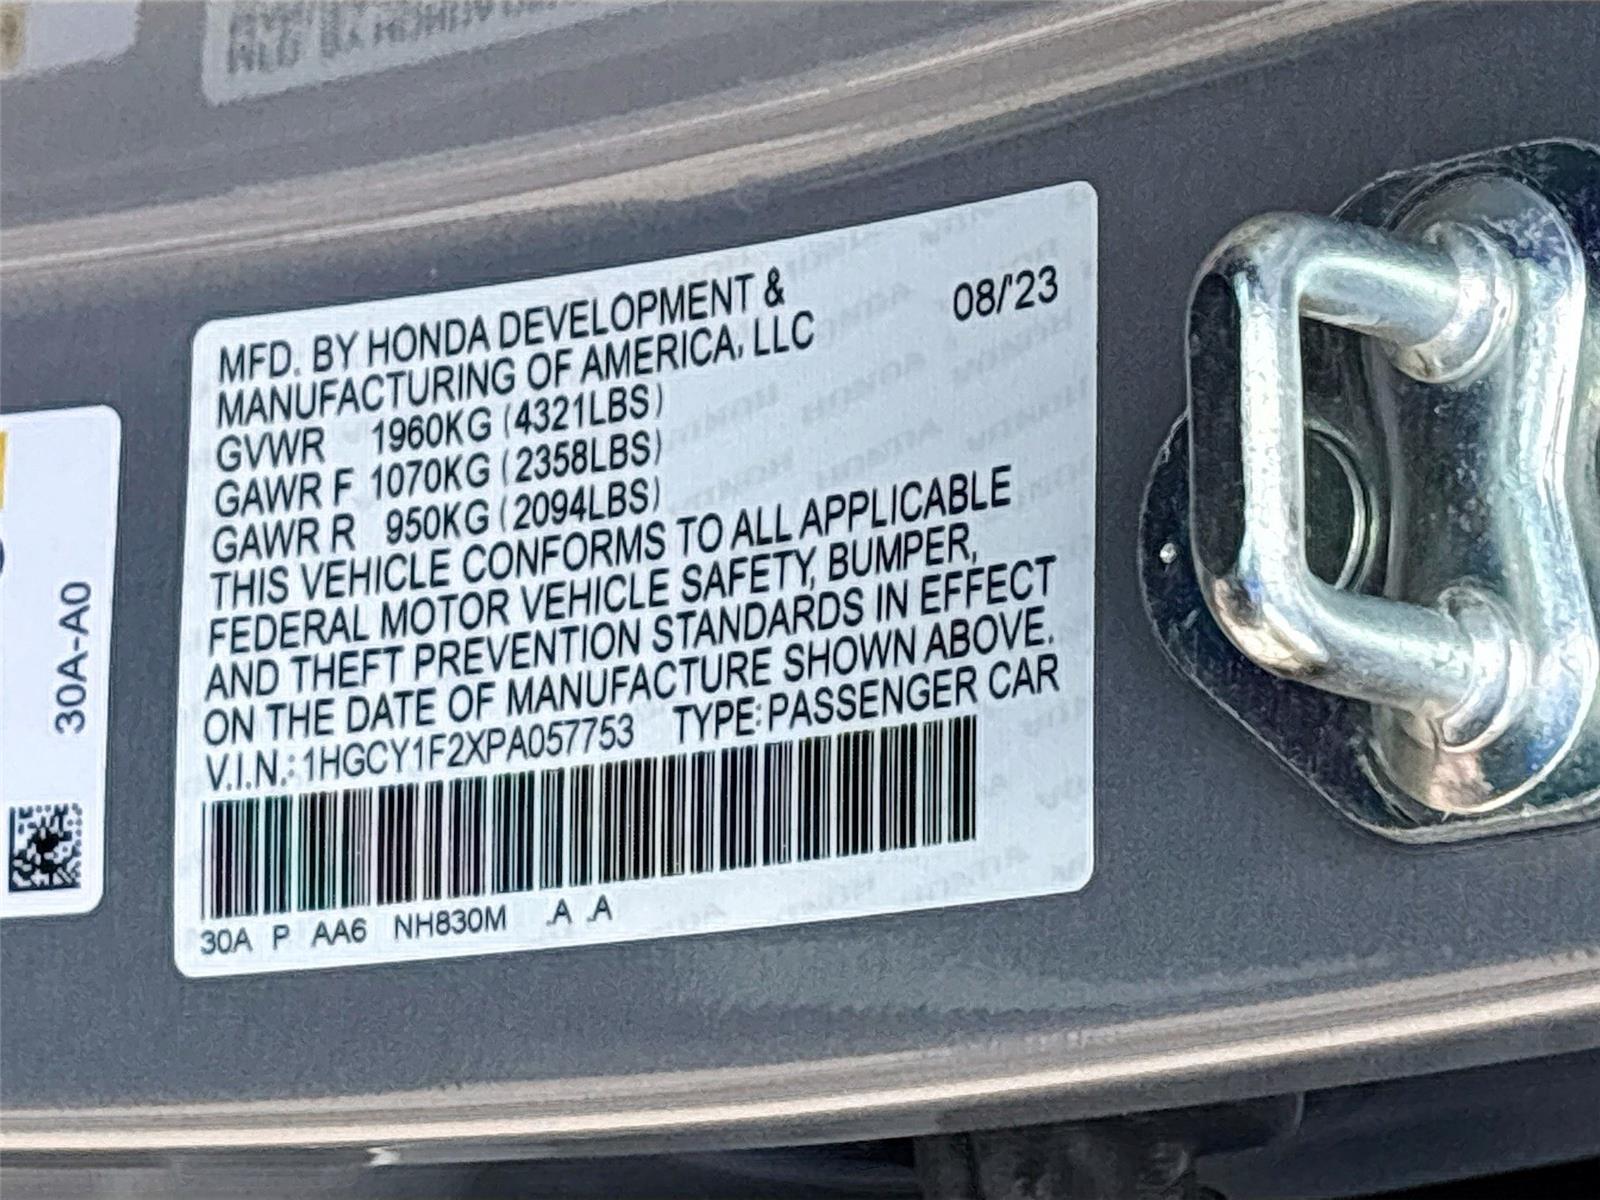 MFD. BY HONDA DEVELOPMENT &
MANUFACTURING OF AMERICA, LLC
08/'23
GVWR 1960KG (4321LBS)
GAWR F 1070KG (2358LBS)
GAWR R 950KG (2094LBS)
THIS VEHICLE CONFORMS TO ALL APPLICABLE
FEDERAL MOTOR VEHICLE SAFETY, BUMPER,
AND THEFT PREVENTION STANDARDS IN EFFECT
ON THE DATE OF MANUFACTURE SHOWN ABOVE.
V.I.N.: 1HGCY1F2XPA057753 TYPE: PASSENGER CAR
30A P AA6 NH830M .A .A
30A-A0